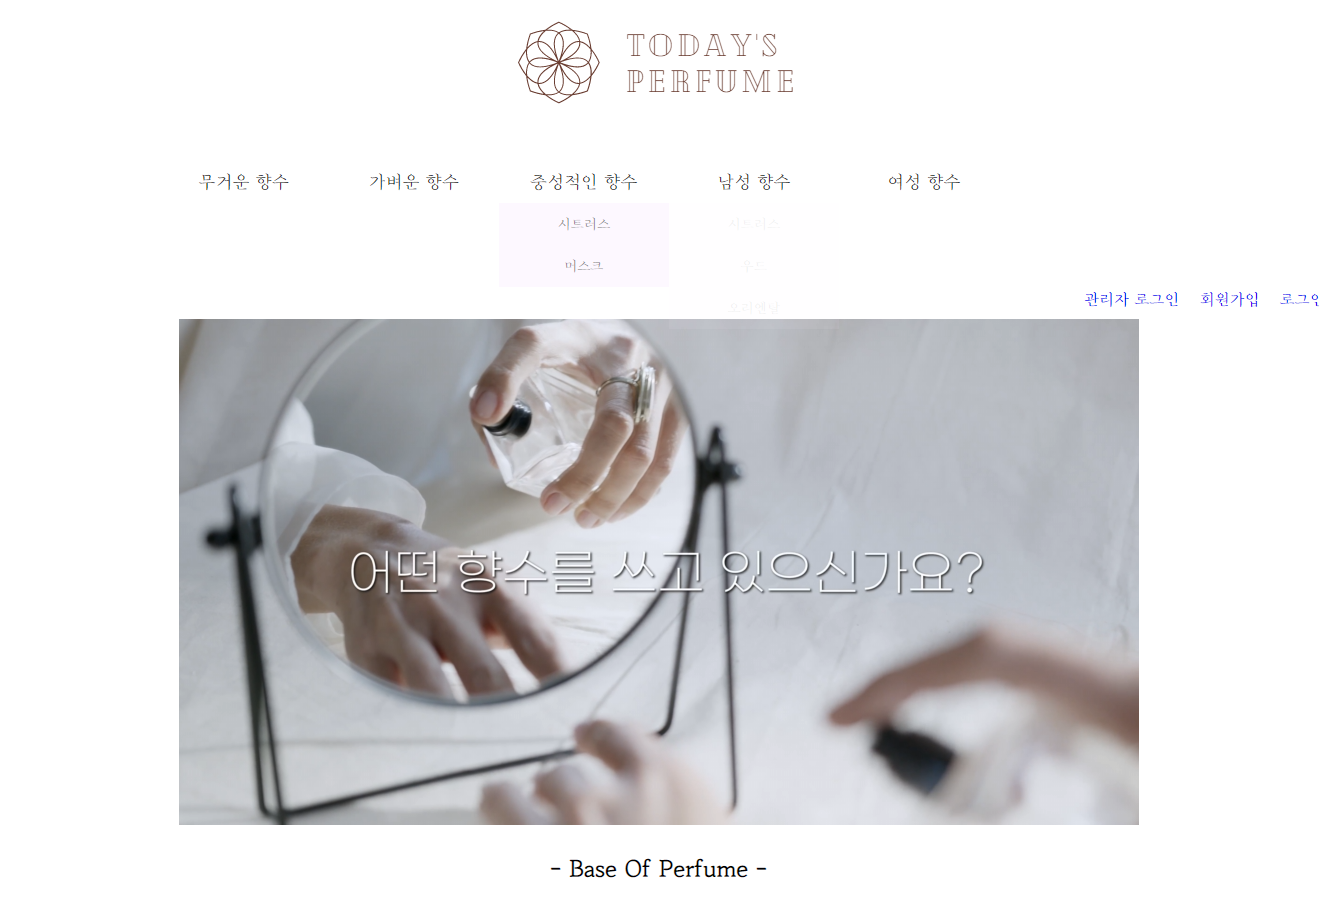 TODAY'S
PERFUME
무거운 향수 가벼운 향수 중성적인 향수 남성 향수 여성 향수
시트러스 시트러스
머스크 우드
오리엔탈
관리자 로그인 회원가입 로그인
어떤 향수를 쓰고 있으신가요?
- Base Of Perfume -